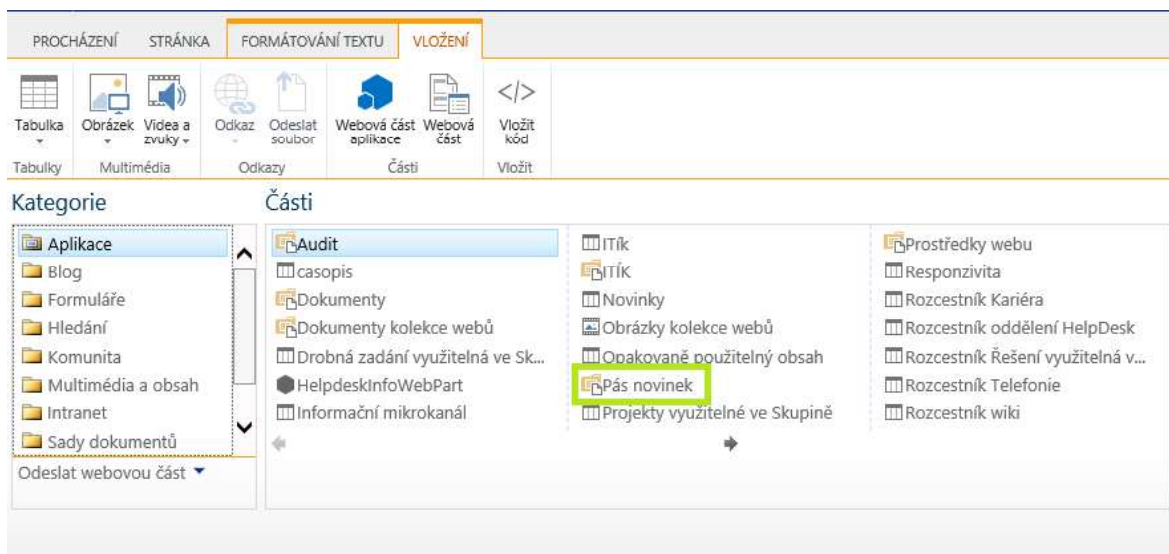 PROCHÁZENÍ STRÁNKA FORMÁTOVÁNÍ TEXTU VLOŽENÍ
Tabulka
Obrázek
Videa a
zvuky
Odkaz
Odeslat
soubor
Webová část
aplikace
Webová
část
Vložit
kód
Tabulky Multimédia Odkazy Části Vložit
Kategorie
Aplikace
Blog
Formuláře
Hledání
Komunita
Multimédia a obsah
Intranet
Sady dokumentů
Odeslat webovou část
Části
Audit
casopis
Dokumenty
Dokumenty kolekce webů
Drobná zadání využitelná ve Sk...
HelpdeskInfoWebPart
Informační mikrokanál
ITík
ITÍK
Novinky
Obrázky kolekce webů
Opakovaně použitelný obsah
Pás novinek
Projekty využitelné ve Skupině
Prostředky webu
Responzivita
Rozcestník Kariéra
Rozcestník oddělení HelpDesk
Rozcestník Řešení využitelná v...
Rozcestník Telefonie
Rozcestník wiki